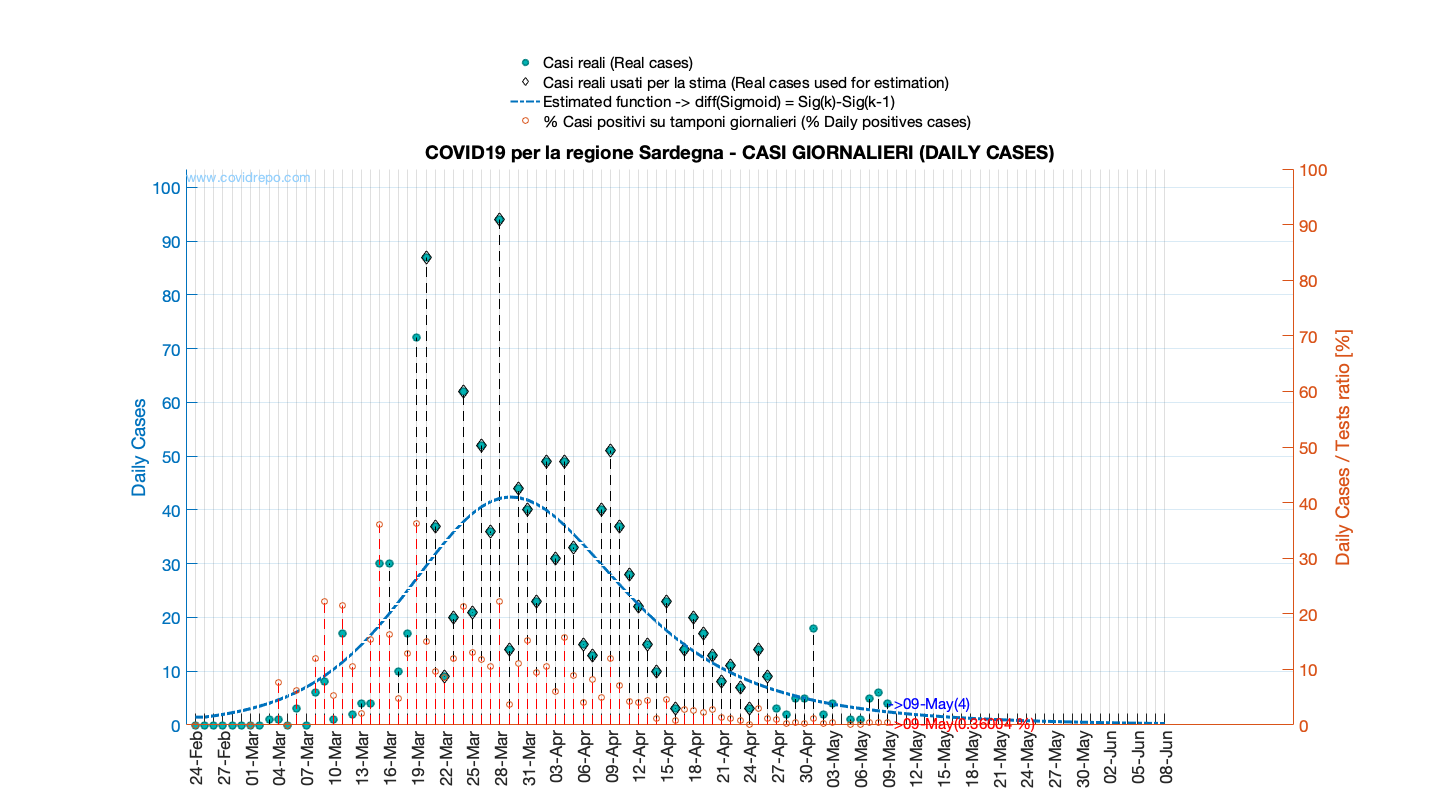 Casi reali (Real cases)
Casi reali usati per la stima (Real cases used for estimation)
Estimated function -> diff(Sigmoid) = Sig(k)-Sig(k-1)
% Casi positivi su tamponi giornalieri (% Daily positives cases)
COVID19 per la regione Sardegna - CASI GIORNALIERI (DAILY CASES)
www.covidrepo.com
Daily Cases
100
90
80
70
60
50
40
30
20
10
0
Daily Cases / Tests ratio [%]
100
90
80
70
60
50
40
30
20
10
0
->09-May(4)
->09-May(0.36004 %)
24-Feb
27-Feb
01-Mar
04-Mar
07-Mar
10-Mar
13-Mar
16-Mar
19-Mar
22-Mar
25-Mar
28-Mar
31-Mar
03-Apr
06-Apr
09-Apr
12-Apr
15-Apr
18-Apr
21-Apr
24-Apr
27-Apr
30-Apr
03-May
06-May
09-May
12-May
15-May
18-May
21-May
24-May
27-May
30-May
02-Jun
05-Jun
08-Jun